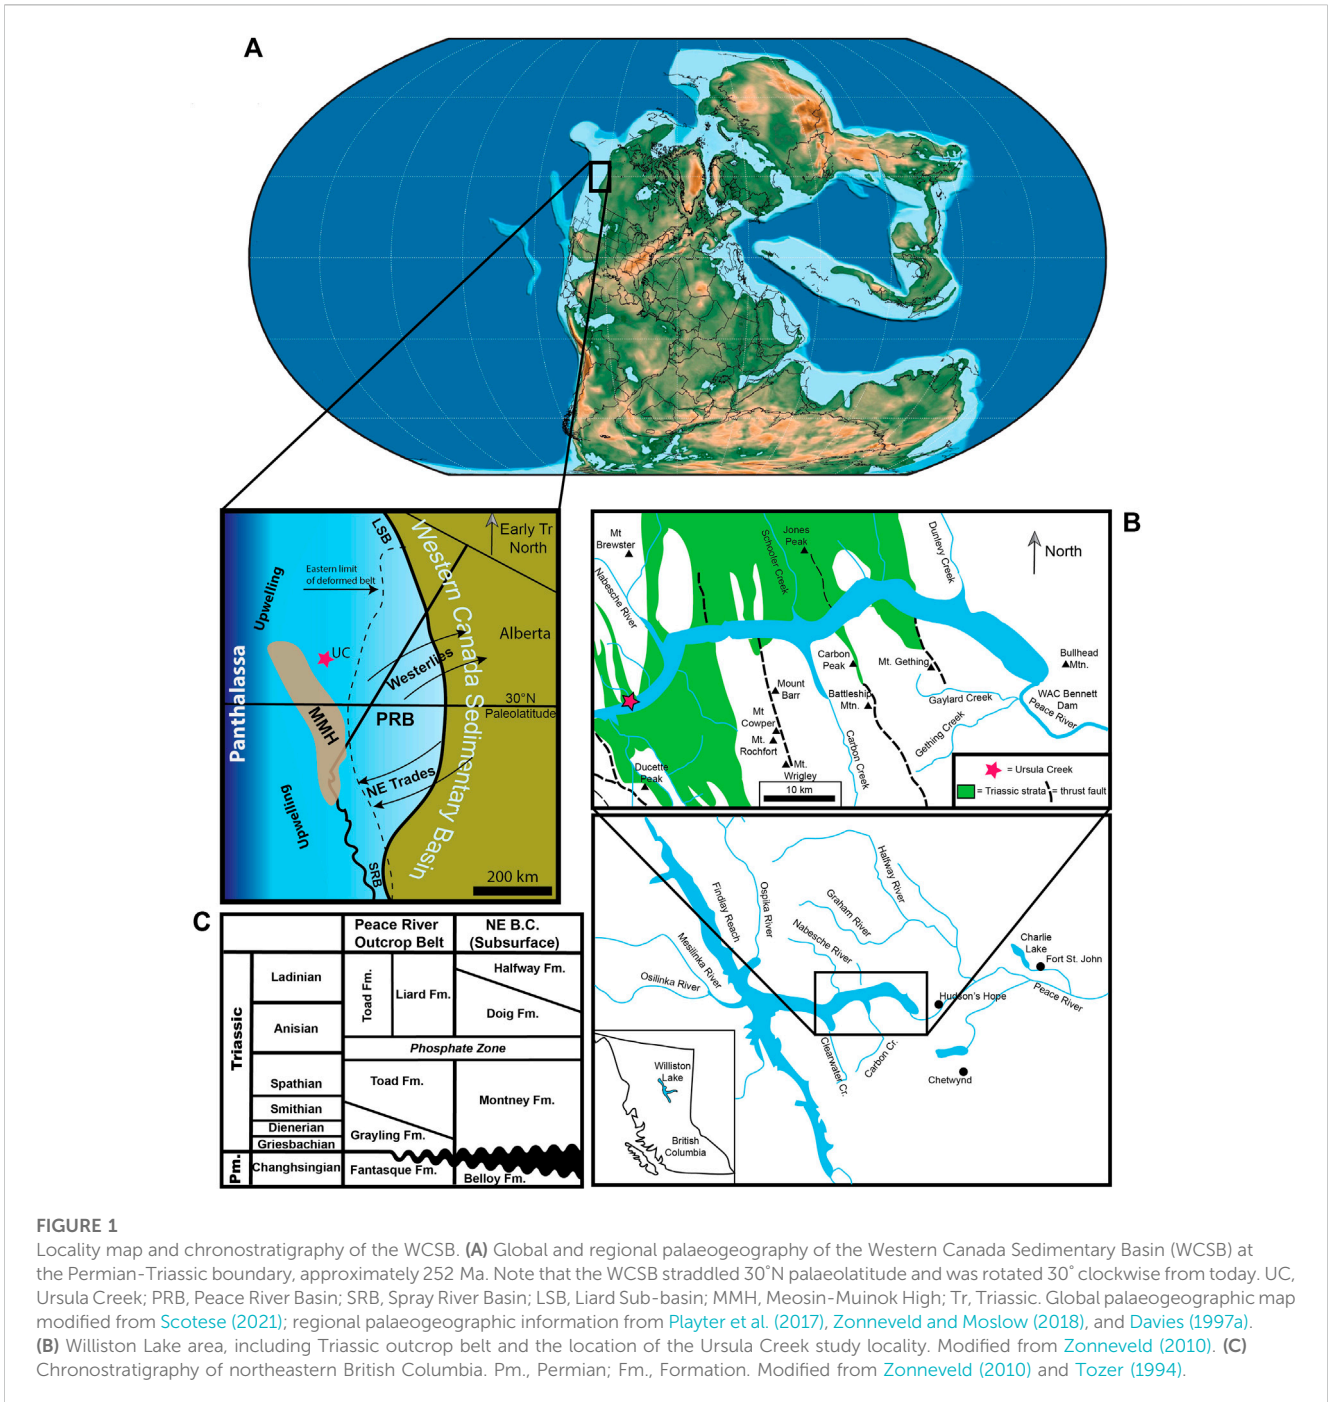 A
Panthalassa
Upwelling
Upwelling
LSB
Eastern limit
of deformed belt
UC
MMH
PRB
Westerlies
NE Trades
SRB
Western Canada Sedimentary Basin
Early Tr
North
Alberta
30°N
Paleolatitude
200 km
B
Mt
Brewster
Nabesche River
Schooler Creek
Jones
Peak
Dunlevy Creek
North
Carbon
Peak
Mt. Gething
Bullhead
Mtn.
Mount
Barr
Battleship
Mtn.
Gaylard Creek
WAC Bennett
Dam
Peace River
Mt
Cowper
Mt.
Rochfort
Gething Creek
Carbon Creek
Ducette
Peak
Mt.
Wrigley
10 km
= Ursula Creek
= Triassic strata
= thrust fault
Findlay Reach
Ospika River
Halfway River
Graham River
Nabesche River
Mesilinka River
Osilinka River
Charlie
Lake
Fort St. John
Hudson's Hope
Peace River
Clearwater Cr.
Carbon Cr.
Chetwynd
Williston
Lake
British
Columbia
C
Peace River
Outcrop Belt
NE B.C.
(Subsurface)
Triassic
Pm.
Ladinian
Anisian
Spathian
Smithian
Dienerian
Griesbachian
Changhsingian
Toad Fm.
Liard Fm.
Halfway Fm.
Doig Fm.
Phosphate Zone
Toad Fm.
Montney Fm.
Grayling Fm.
Fantasque Fm.
Belloy Fm.
FIGURE 1
Locality map and chronostratigraphy of the WCSB. (A) Global and regional palaeogeography of the Western Canada Sedimentary Basin (WCSB) at
the Permian-Triassic boundary, approximately 252 Ma. Note that the WCSB straddled 30°N palaeolatitude and was rotated 30° clockwise from today. UC,
Ursula Creek; PRB, Peace River Basin; SRB, Spray River Basin; LSB, Liard Sub-basin; MMH, Meosin-Muinok High; Tr, Triassic. Global palaeogeographic map
modified from Scotese (2021); regional palaeogeographic information from Playter et al. (2017), Zonneveld and Moslow (2018), and Davies (1997a).
(B) Williston Lake area, including Triassic outcrop belt and the location of the Ursula Creek study locality. Modified from Zonneveld (2010). (C)
Chronostratigraphy of northeastern British Columbia. Pm., Permian; Fm., Formation. Modified from Zonneveld (2010) and Tozer (1994).